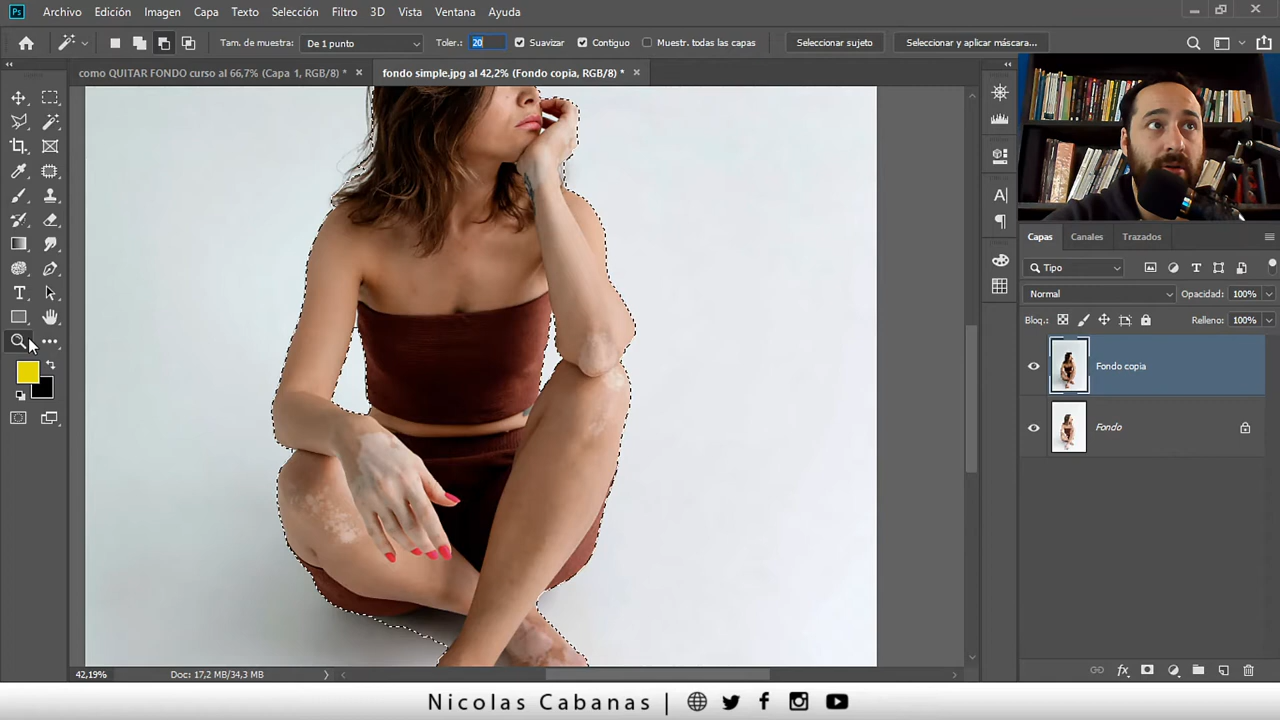 Ps Archivo Edición Imagen Capa Texto Selección Filtro 3D Vista Ventana Ayuda
Tam. de muestra: De 1 punto Toler.: 20 Suavizar Contiguo Muestr. todas las capas Seleccionar sujeto Seleccionar y aplicar máscara...
como QUITAR FONDO curso al 66,7% (Capa 1, RGB/8) * fondo simple.jpg al 42,2% (Fondo copia, RGB/8) *
Capas Canales Trazados
Tipo
Normal Opacidad: 100%
Bloq.: Relleno: 100%
Fondo copia
Fondo
42,19% Doc: 17,2 MB/34,3 MB
Nicolas Cabanas |